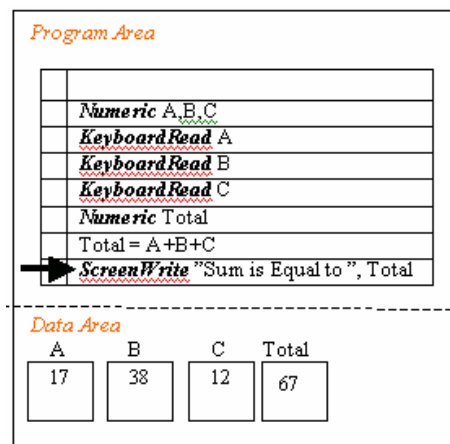 Program Area
Numeric A,B,C
KeyboardRead A
KeyboardRead B
KeyboardRead C
Numeric Total
Total = A+B+C
ScreenWrite ”Sum is Equal to ”, Total
Data Area
A B C Total
17 38 12 67